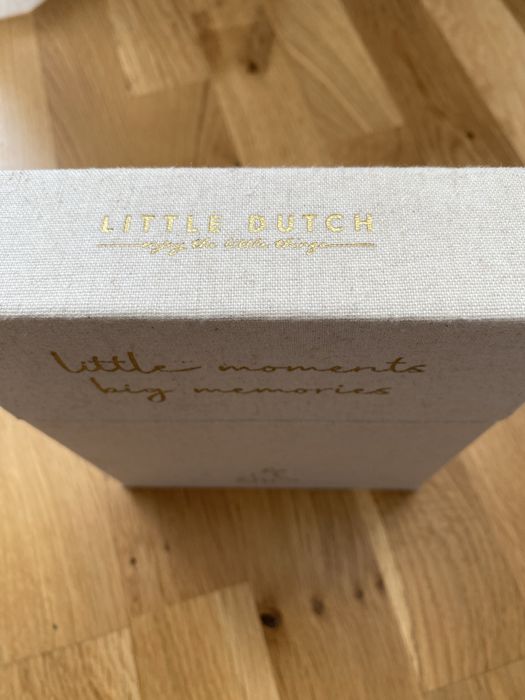 LITTLE DUTCH
enjoy the little things
little moments
big memories